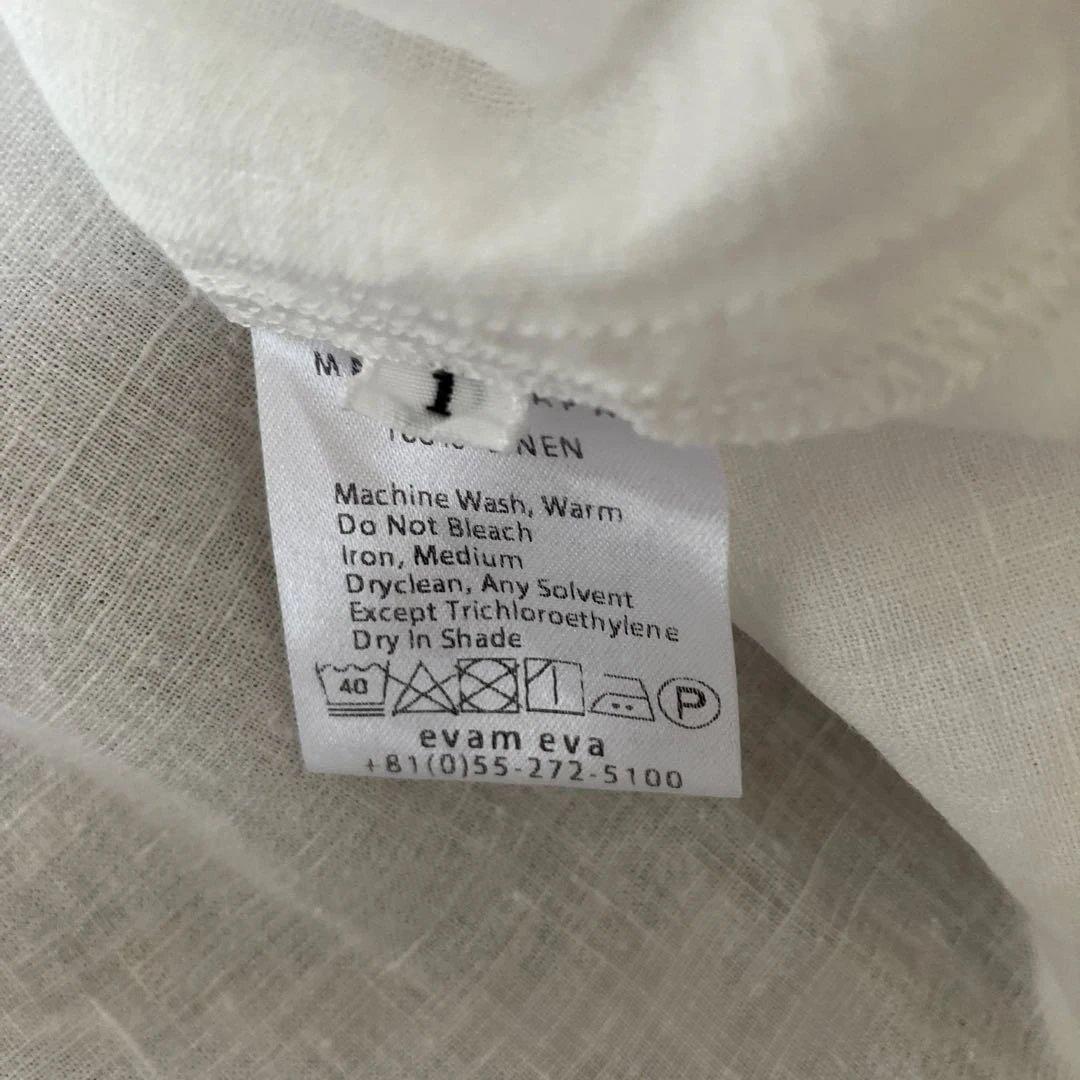 1
NEN
Machine Wash, Warm
Do Not Bleach
Iron, Medium
Dryclean, Any Solvent
Except Trichloroethylene
Dry In Shade
40
P
evam eva
+81(0)55-272-5100